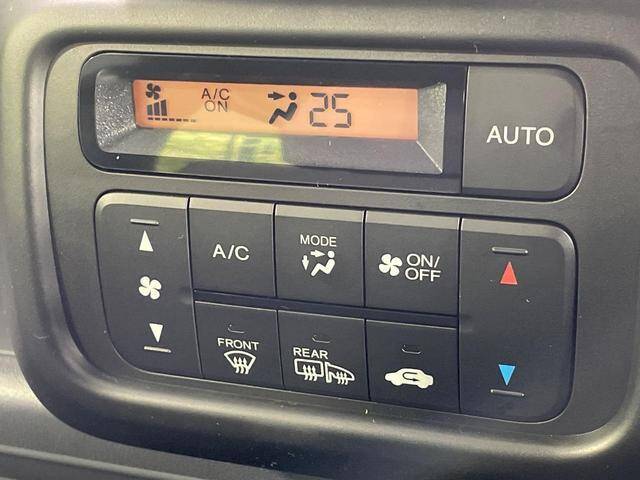 A/C
ON
25
AUTO
A/C
MODE
ON/
OFF
FRONT
REAR